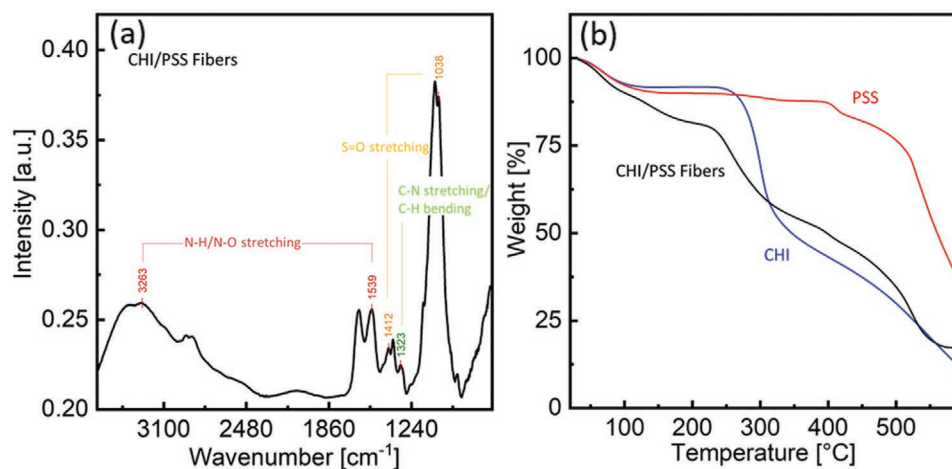 (a)
CHI/PSS Fibers
0.40
0.35
0.30
0.25
0.20
Intensity [a.u.]
1038
S=O stretching
C-N stretching/
C-H bending
N-H/N-O stretching
3263
1539
1412
1323
3100
2480
1860
1240
Wavenumber [cm⁻¹]
(b)
100
75
50
25
0
Weight [%]
PSS
CHI/PSS Fibers
CHI
100
200
300
400
500
Temperature [°C]